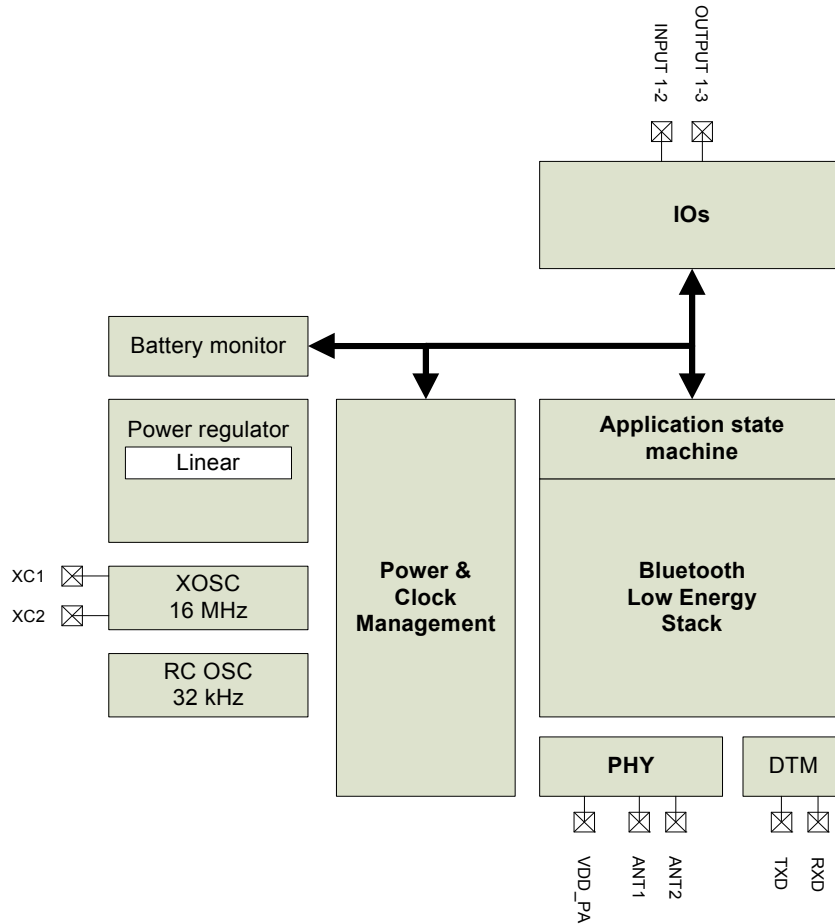 INPUT 1-2
OUTPUT 1-3
IOs
Battery monitor
Power regulator
Linear
Application state
machine
XC1
XC2
XOSC
16 MHz
Power &
Clock
Management
Bluetooth
Low Energy
Stack
RC OSC
32 kHz
PHY
DTM
VDD_PA
ANT1
ANT2
TXD
RXD